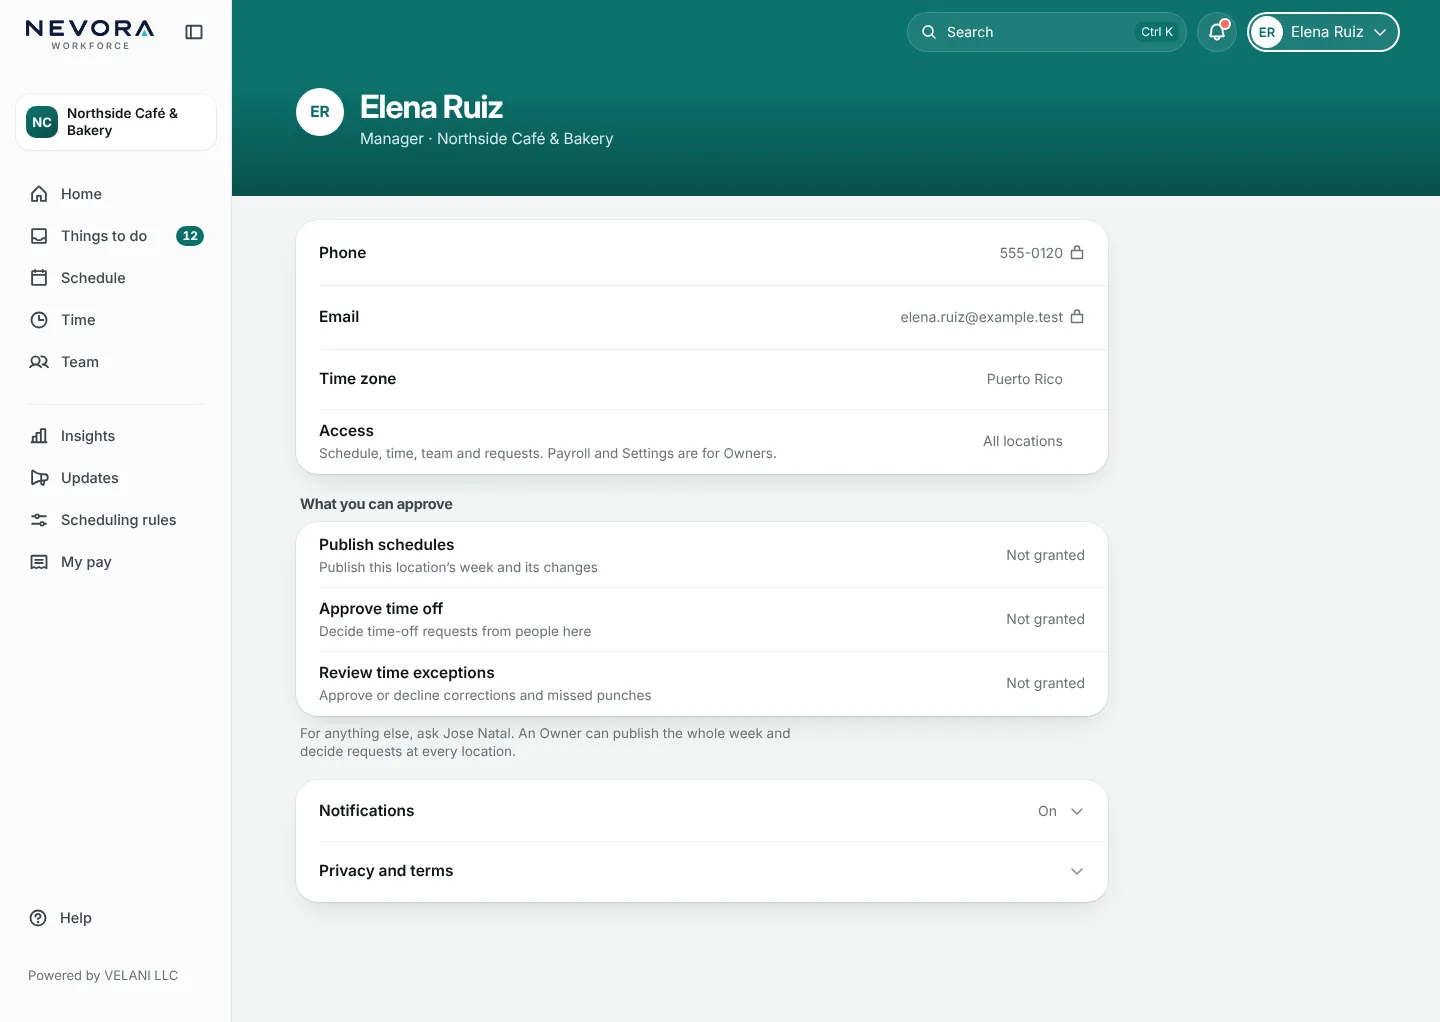 NEVORA
WORKFORCE
Search
Ctrl K
ER
Elena Ruiz
NC
Northside Café &
Bakery
ER
Elena Ruiz
Manager · Northside Café & Bakery
Home
Things to do
12
Schedule
Time
Team
Insights
Updates
Scheduling rules
My pay
Help
Powered by VELANI LLC
Phone
555-0120
Email
elena.ruiz@example.test
Time zone
Puerto Rico
Access
Schedule, time, team and requests. Payroll and Settings are for Owners.
All locations
What you can approve
Publish schedules
Publish this location’s week and its changes
Not granted
Approve time off
Decide time-off requests from people here
Not granted
Review time exceptions
Approve or decline corrections and missed punches
Not granted
For anything else, ask Jose Natal. An Owner can publish the whole week and
decide requests at every location.
Notifications
On
Privacy and terms